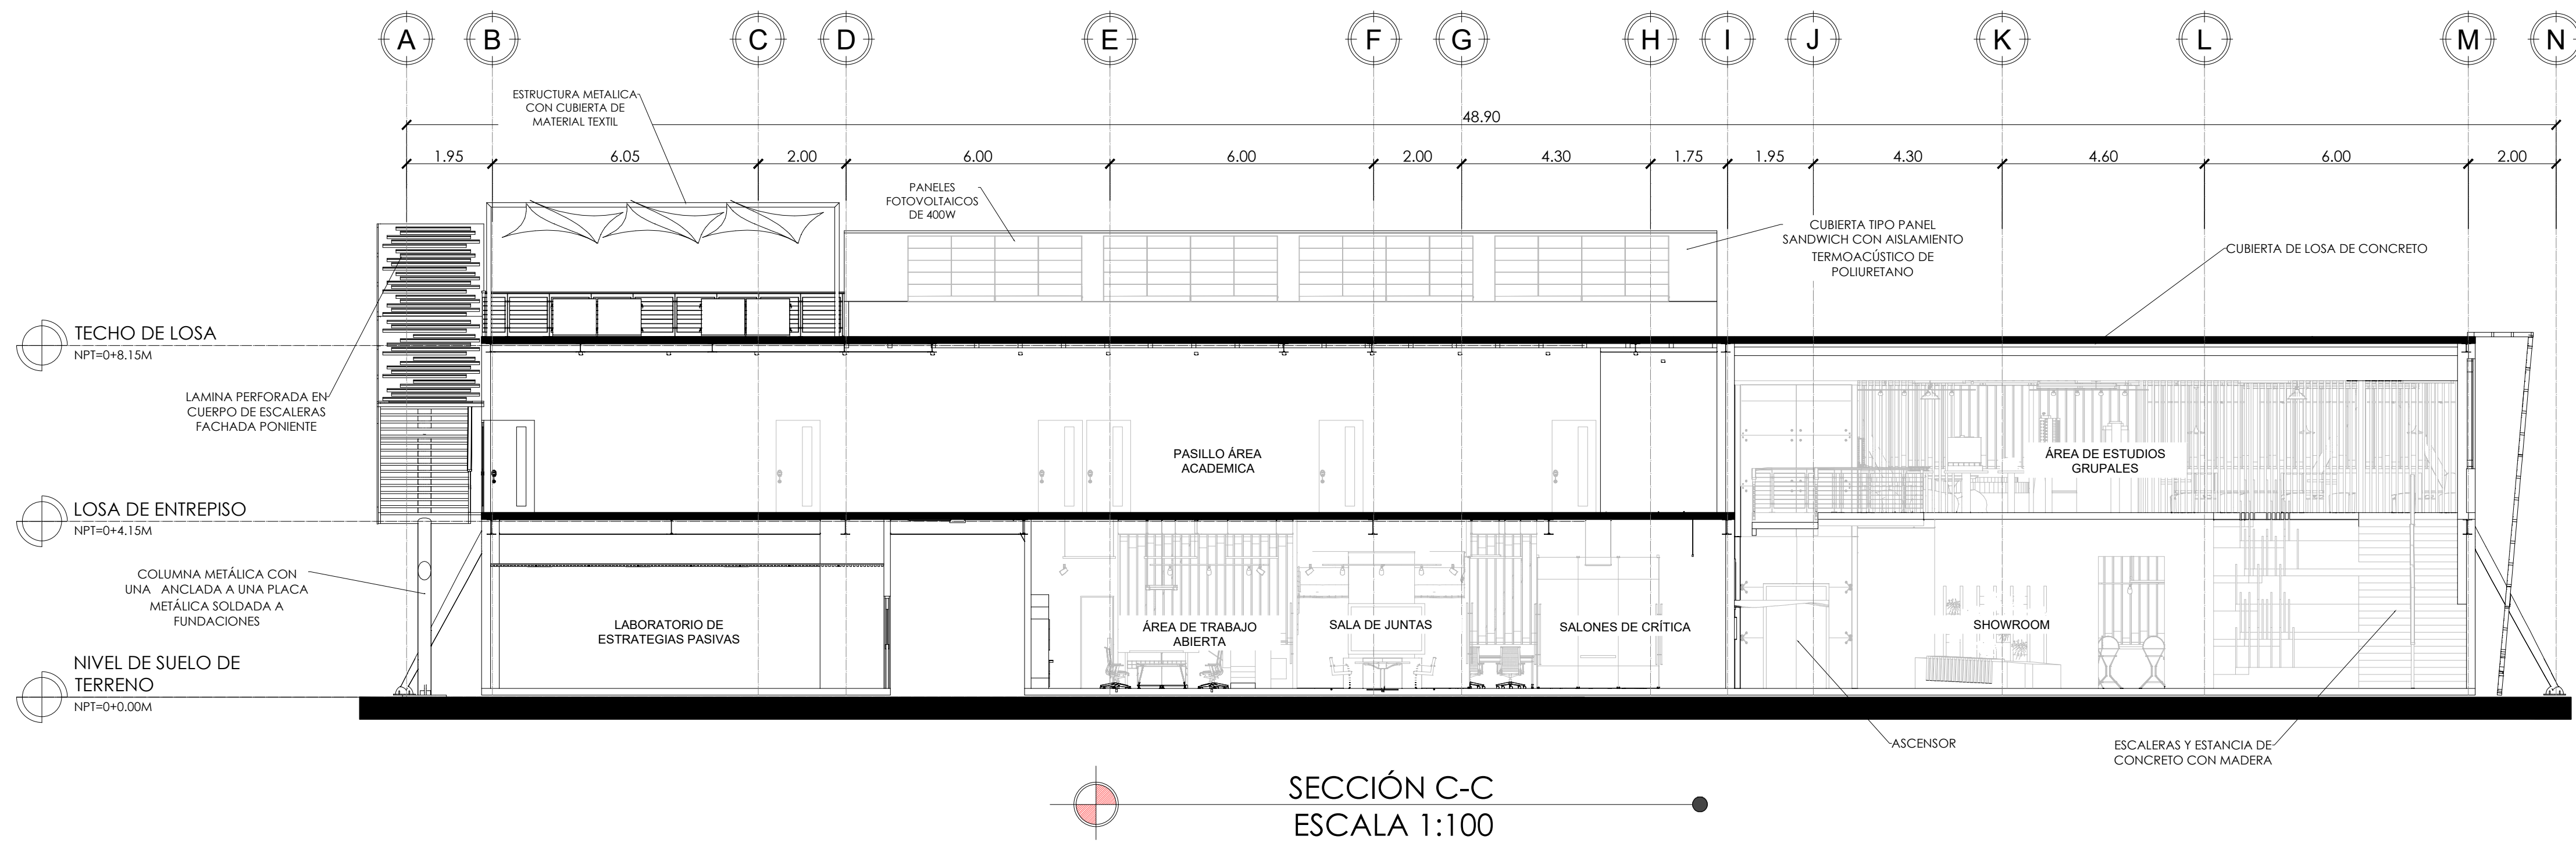 A B C D E F G H I J K L M N
ESTRUCTURA METALICA
CON CUBIERTA DE
MATERIAL TEXTIL
48.90
1.95 6.05 2.00 6.00 6.00 2.00 4.30 1.75 1.95 4.30 4.60 6.00 2.00
PANELES
FOTOVOLTAICOS
DE 400W
CUBIERTA TIPO PANEL
SANDWICH CON AISLAMIENTO
TERMOACÚSTICO DE
POLIURETANO
CUBIERTA DE LOSA DE CONCRETO
TECHO DE LOSA
NPT=0+8.15M
LAMINA PERFORADA EN
CUERPO DE ESCALERAS
FACHADA PONIENTE
PASILLO ÁREA
ACADEMICA
ÁREA DE ESTUDIOS
GRUPALES
LOSA DE ENTREPISO
NPT=0+4.15M
COLUMNA METÁLICA CON
UNA ANCLADA A UNA PLACA
METÁLICA SOLDADA A
FUNDACIONES
LABORATORIO DE
ESTRATEGIAS PASIVAS
ÁREA DE TRABAJO
ABIERTA
SALA DE JUNTAS
SALONES DE CRÍTICA
SHOWROOM
NIVEL DE SUELO DE
TERRENO
NPT=0+0.00M
ASCENSOR
ESCALERAS Y ESTANCIA DE
CONCRETO CON MADERA
SECCIÓN C-C
ESCALA 1:100